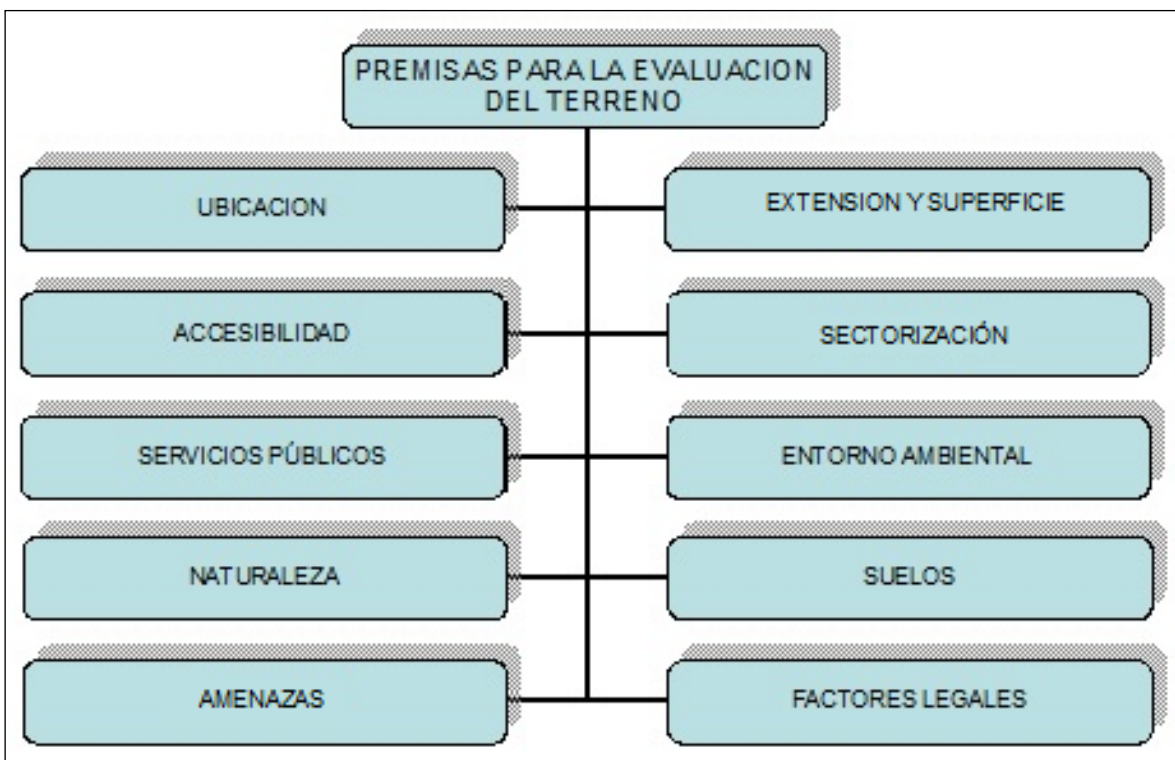 PREMISAS PARA LA EVALUACION
DEL TERRENO
UBICACION
EXTENSION Y SUPERFICIE
ACCESIBILIDAD
SECTORIZACIÓN
SERVICIOS PÚBLICOS
ENTORNO AMBIENTAL
NATURALEZA
SUELOS
AMENAZAS
FACTORES LEGALES